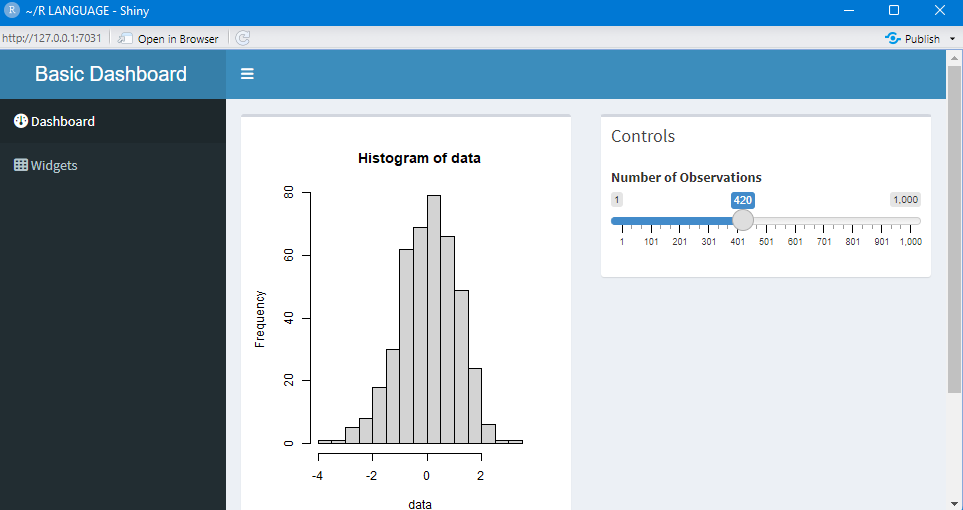 R ~/R LANGUAGE - Shiny
http://127.0.0.1:7031 Open in Browser Publish
Basic Dashboard
Dashboard
Widgets
Histogram of data
Frequency
80
60
40
20
0
-4 -2 0 2
data
Controls
Number of Observations
1 420 1,000
1 101 201 301 401 501 601 701 801 901 1,000